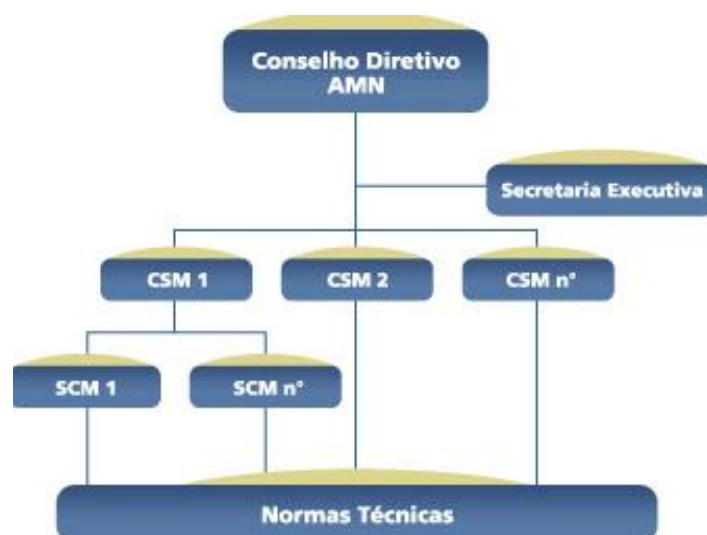 Conselho Diretivo
AMN
Secretaria Executiva
CSM 1
CSM 2
CSM n°
SCM 1
SCM n°
Normas Técnicas